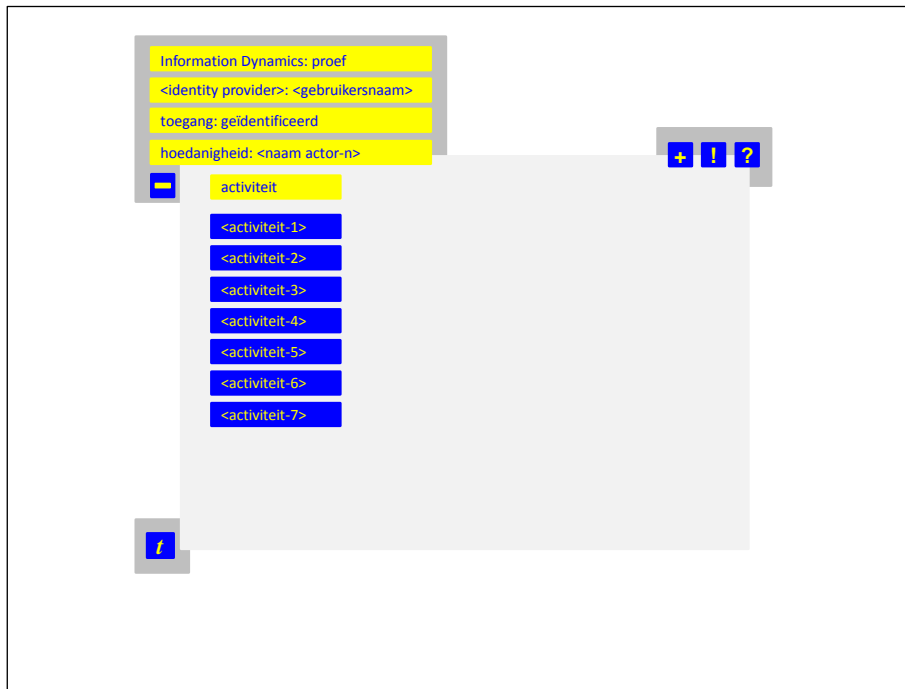 Information Dynamics: proef
<identity provider>: <gebruikersnaam>
toegang: geïdentificeerd
hoedanigheid: <naam actor-n>
+ ! ?
–
activiteit
<activiteit-1>
<activiteit-2>
<activiteit-3>
<activiteit-4>
<activiteit-5>
<activiteit-6>
<activiteit-7>
t